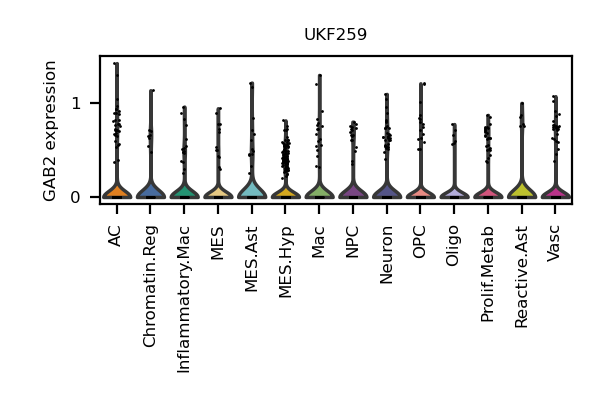 UKF259
GAB2 expression
1
0
AC
Chromatin.Reg
Inflammatory.Mac
MES
MES.Ast
MES.Hyp
Mac
NPC
Neuron
OPC
Oligo
Prolif.Metab
Reactive.Ast
Vasc